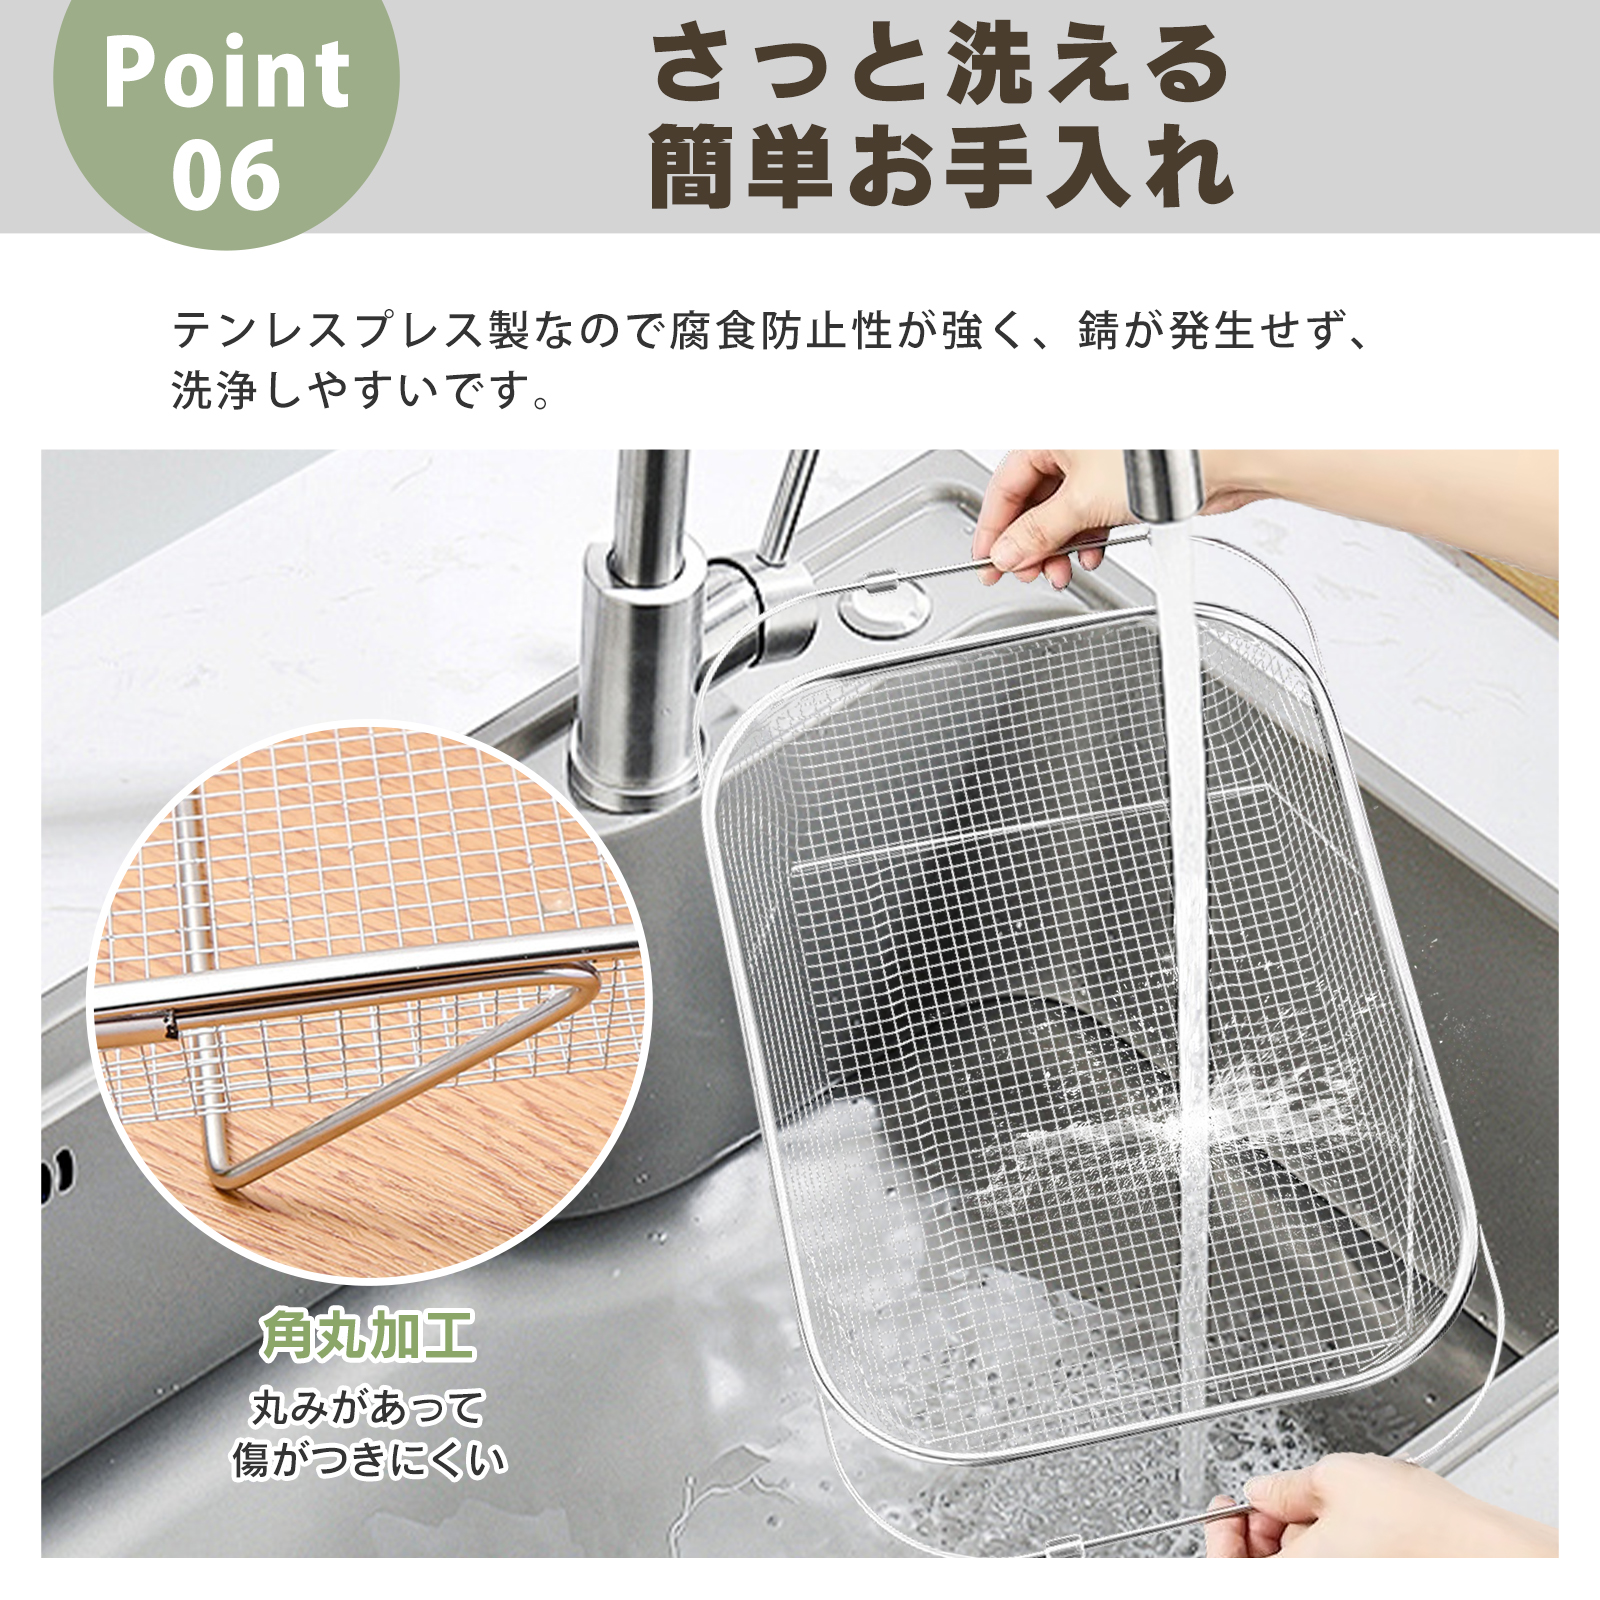 Point
06
さっと洗える
簡単お手入れ
テンレスプレス製なので腐食防止性が強く、錆が発生せず、
洗浄しやすいです。
角丸加工
丸みがあって
傷がつきにくい